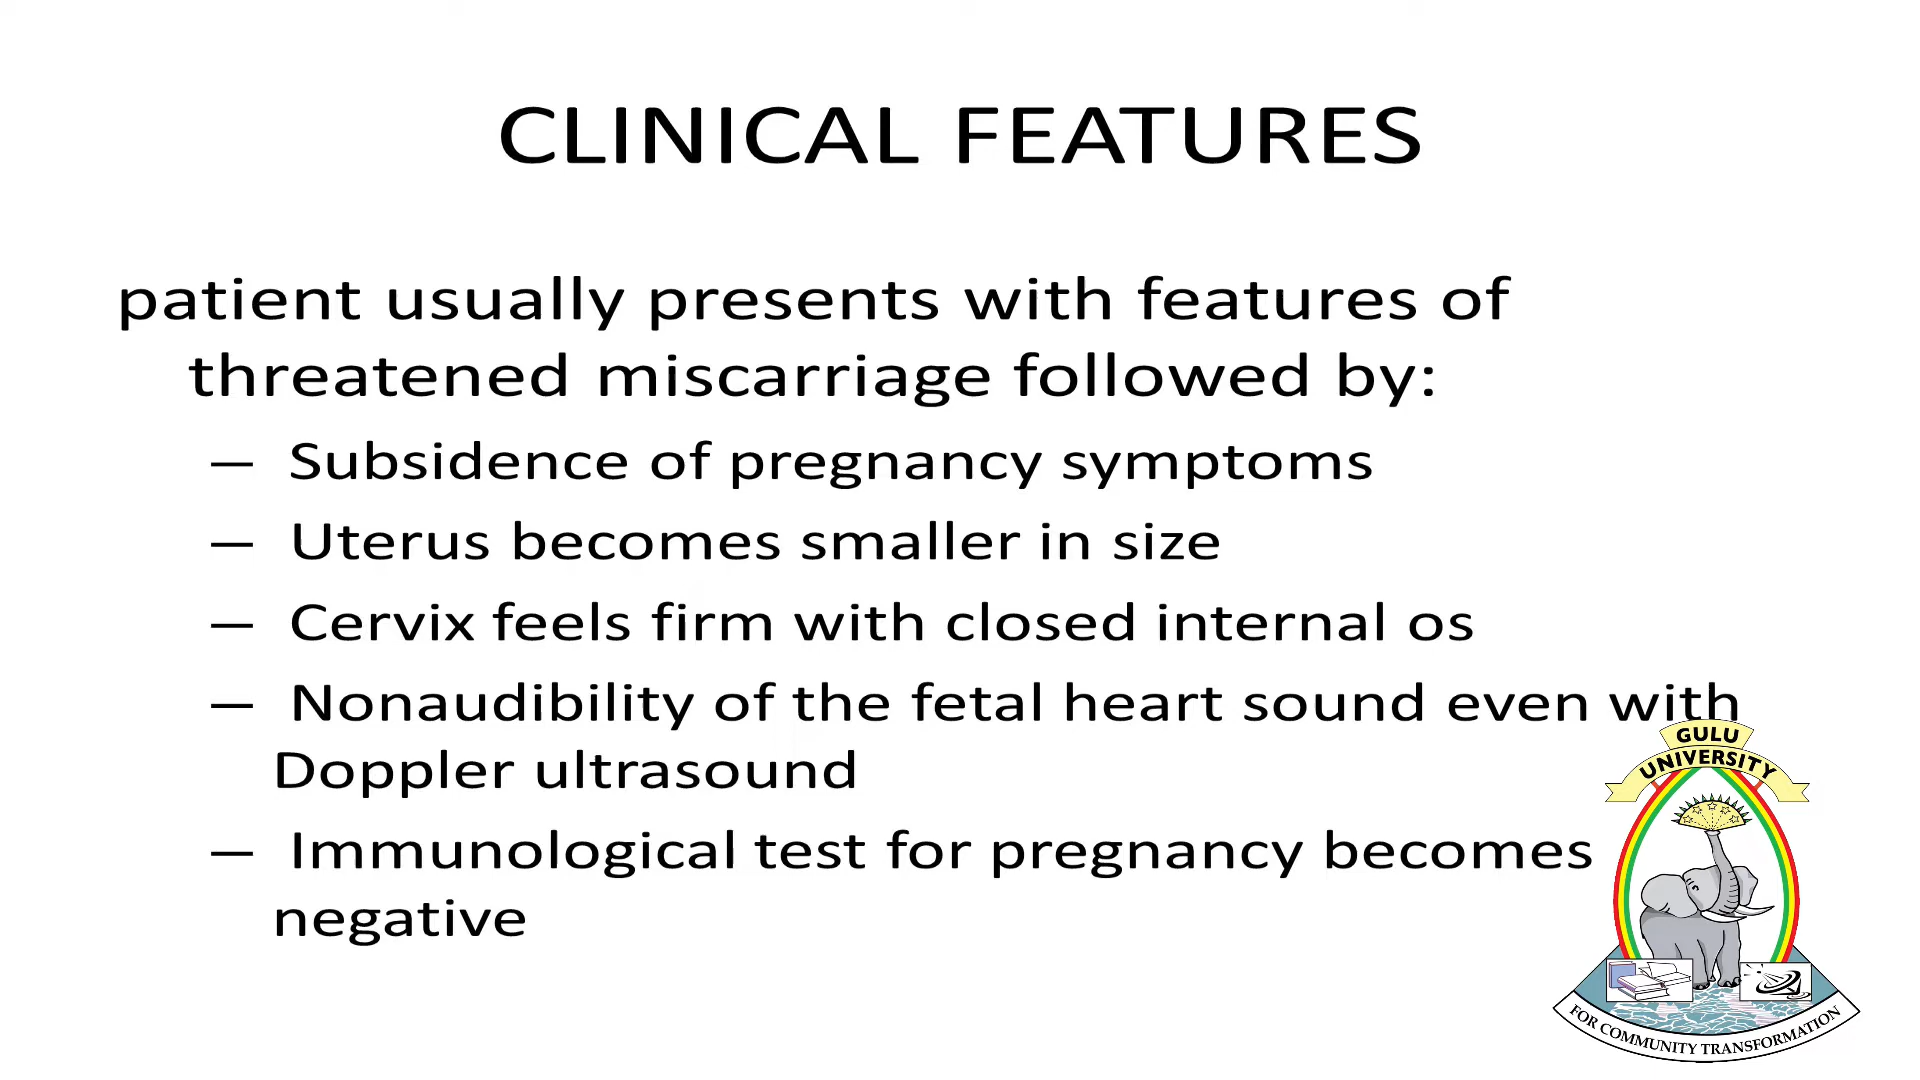 CLINICAL FEATURES
patient usually presents with features of
threatened miscarriage followed by:
– Subsidence of pregnancy symptoms
– Uterus becomes smaller in size
– Cervix feels firm with closed internal os
– Nonaudibility of the fetal heart sound even with
Doppler ultrasound
– Immunological test for pregnancy becomes
negative
GULU
UNIVERSITY
FOR COMMUNITY TRANSFORMATION